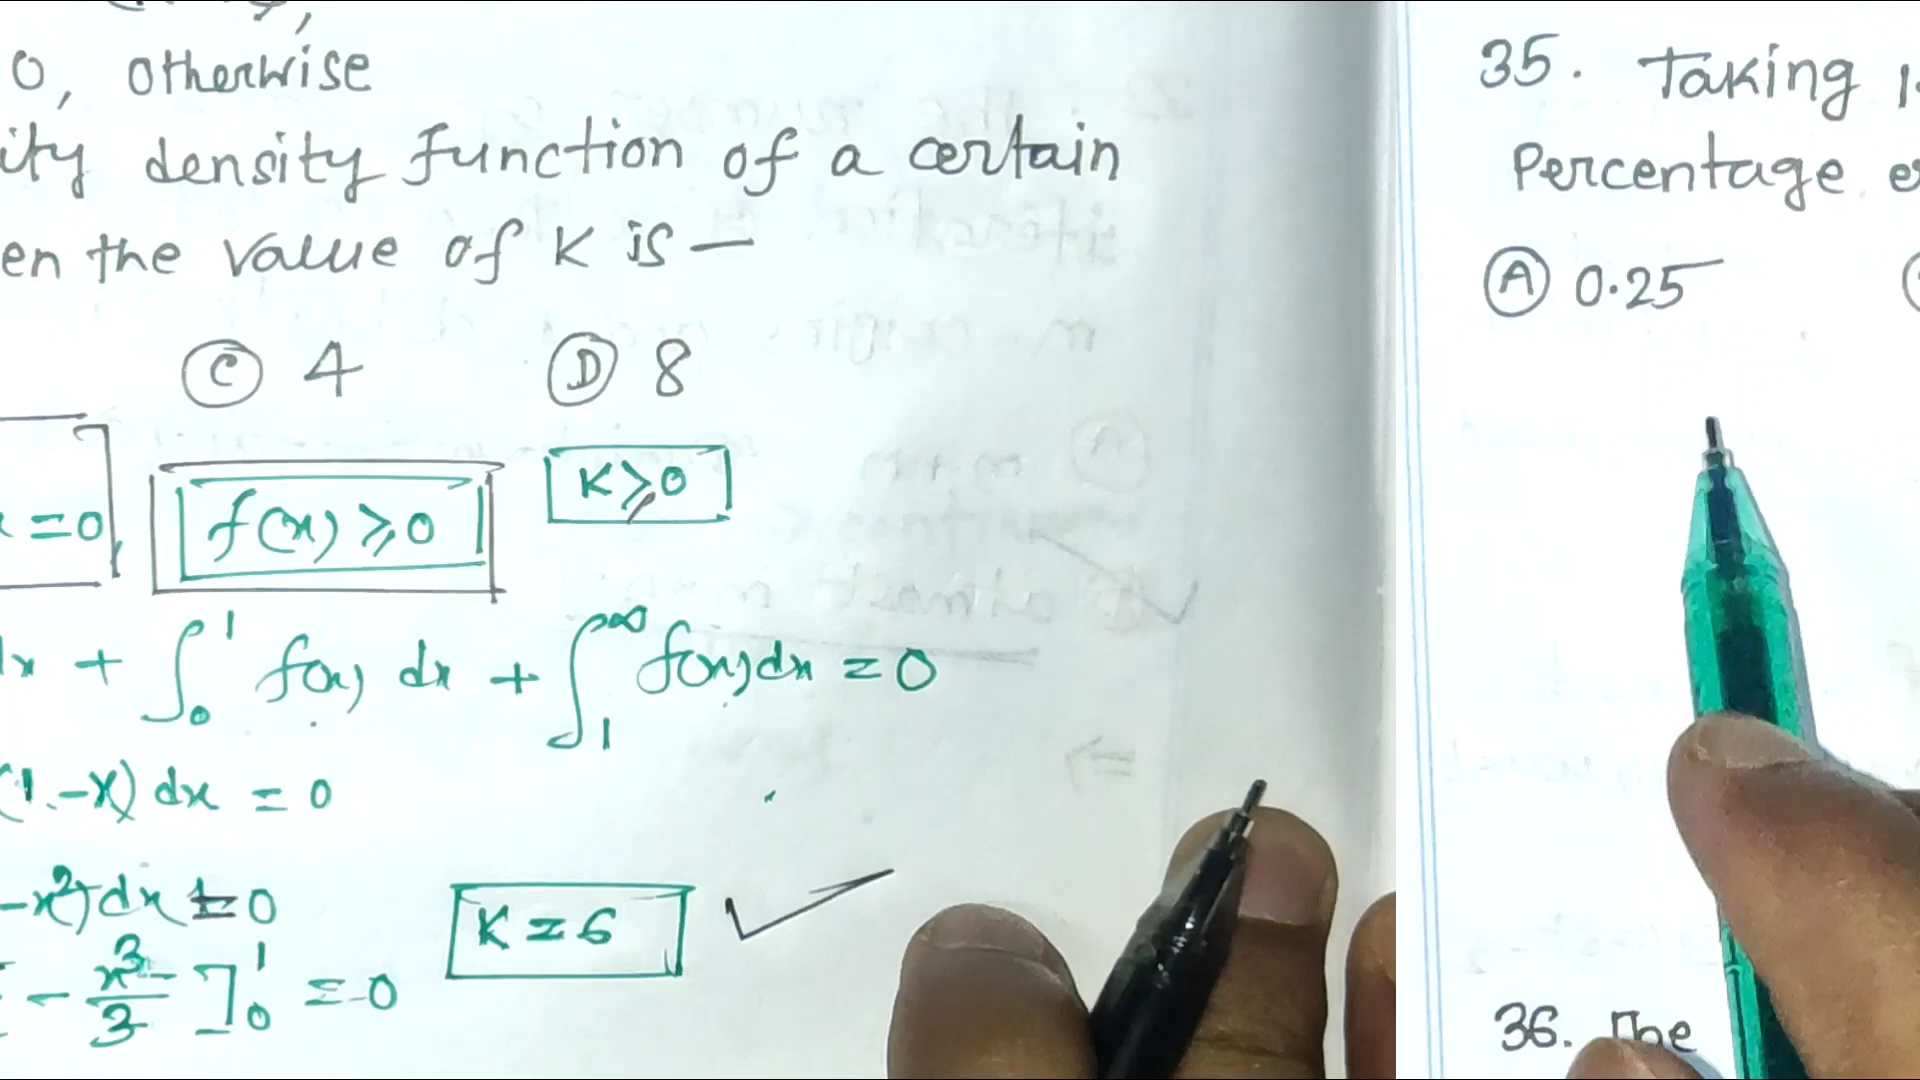 0, otherwise
ity density function of a certain
en the value of K is —
Ⓒ 4 Ⓓ 8
=0 f(x) ⩾ 0 K ⩾ 0
dx + ∫₀¹ f(x) dx + ∫₁^∞ f(x) dx = 0
(1-x) dx = 0
-x²) dx = 0
K = 6
- x³/3 ]₀¹ = 0
35. Taking
Percentage
Ⓐ 0.25
36. The